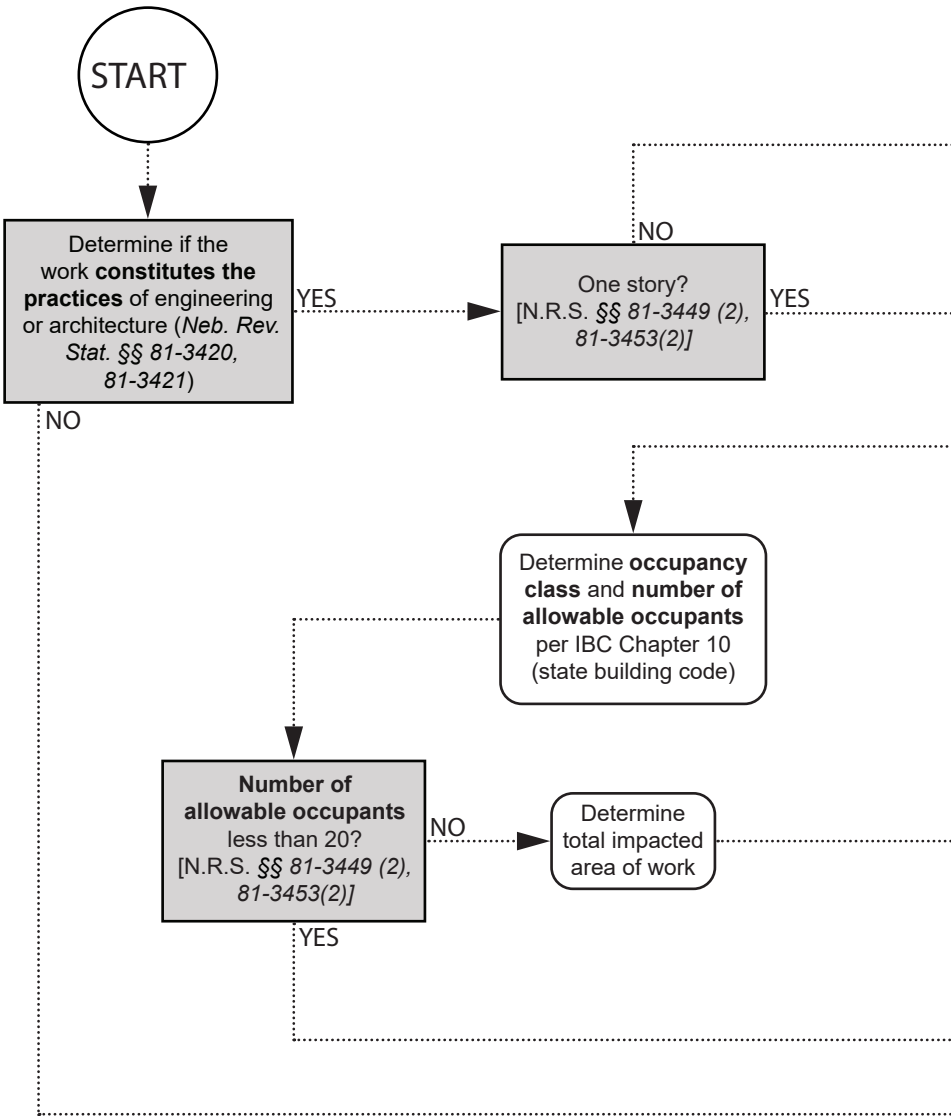 START
Determine if the
work constitutes the
practices of engineering
or architecture (Neb. Rev.
Stat. §§ 81-3420,
81-3421)
YES
NO
One story?
[N.R.S. §§ 81-3449 (2),
81-3453(2)]
NO
YES
Determine occupancy
class and number of
allowable occupants
per IBC Chapter 10
(state building code)
Number of
allowable occupants
less than 20?
[N.R.S. §§ 81-3449 (2),
81-3453(2)]
NO
YES
Determine
total impacted
area of work